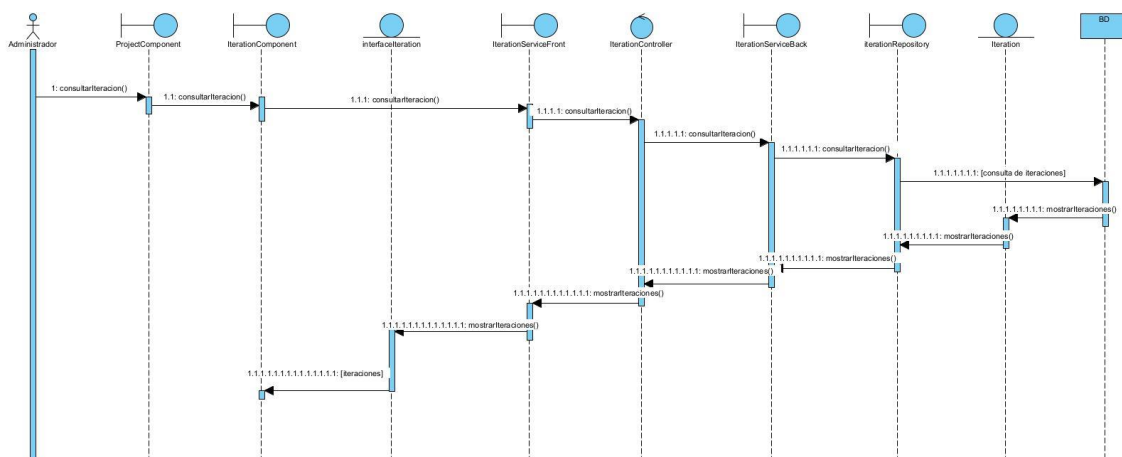 Administrador
ProjectComponent
IterationComponent
interfaceIteration
IterationServiceFront
IterationController
IterationServiceBack
iterationRepository
Iteration
BD
1: consultarIteracion()
1.1: consultarIteracion()
1.1.1: consultarIteracion()
1.1.1.1: consultarIteracion()
1.1.1.1.1: consultarIteracion()
1.1.1.1.1.1: consultarIteracion()
1.1.1.1.1.1.1: [consulta de iteraciones]
1.1.1.1.1.1.1.1: mostrarIteraciones()
1.1.1.1.1.1.1.1.1: mostrarIteraciones()
1.1.1.1.1.1.1.1.1.1: mostrarIteraciones()
1.1.1.1.1.1.1.1.1.1.1: mostrarIteraciones()
1.1.1.1.1.1.1.1.1.1.1.1: mostrarIteraciones()
1.1.1.1.1.1.1.1.1.1.1.1.1: mostrarIteraciones()
1.1.1.1.1.1.1.1.1.1.1.1.1.1: [iteraciones]